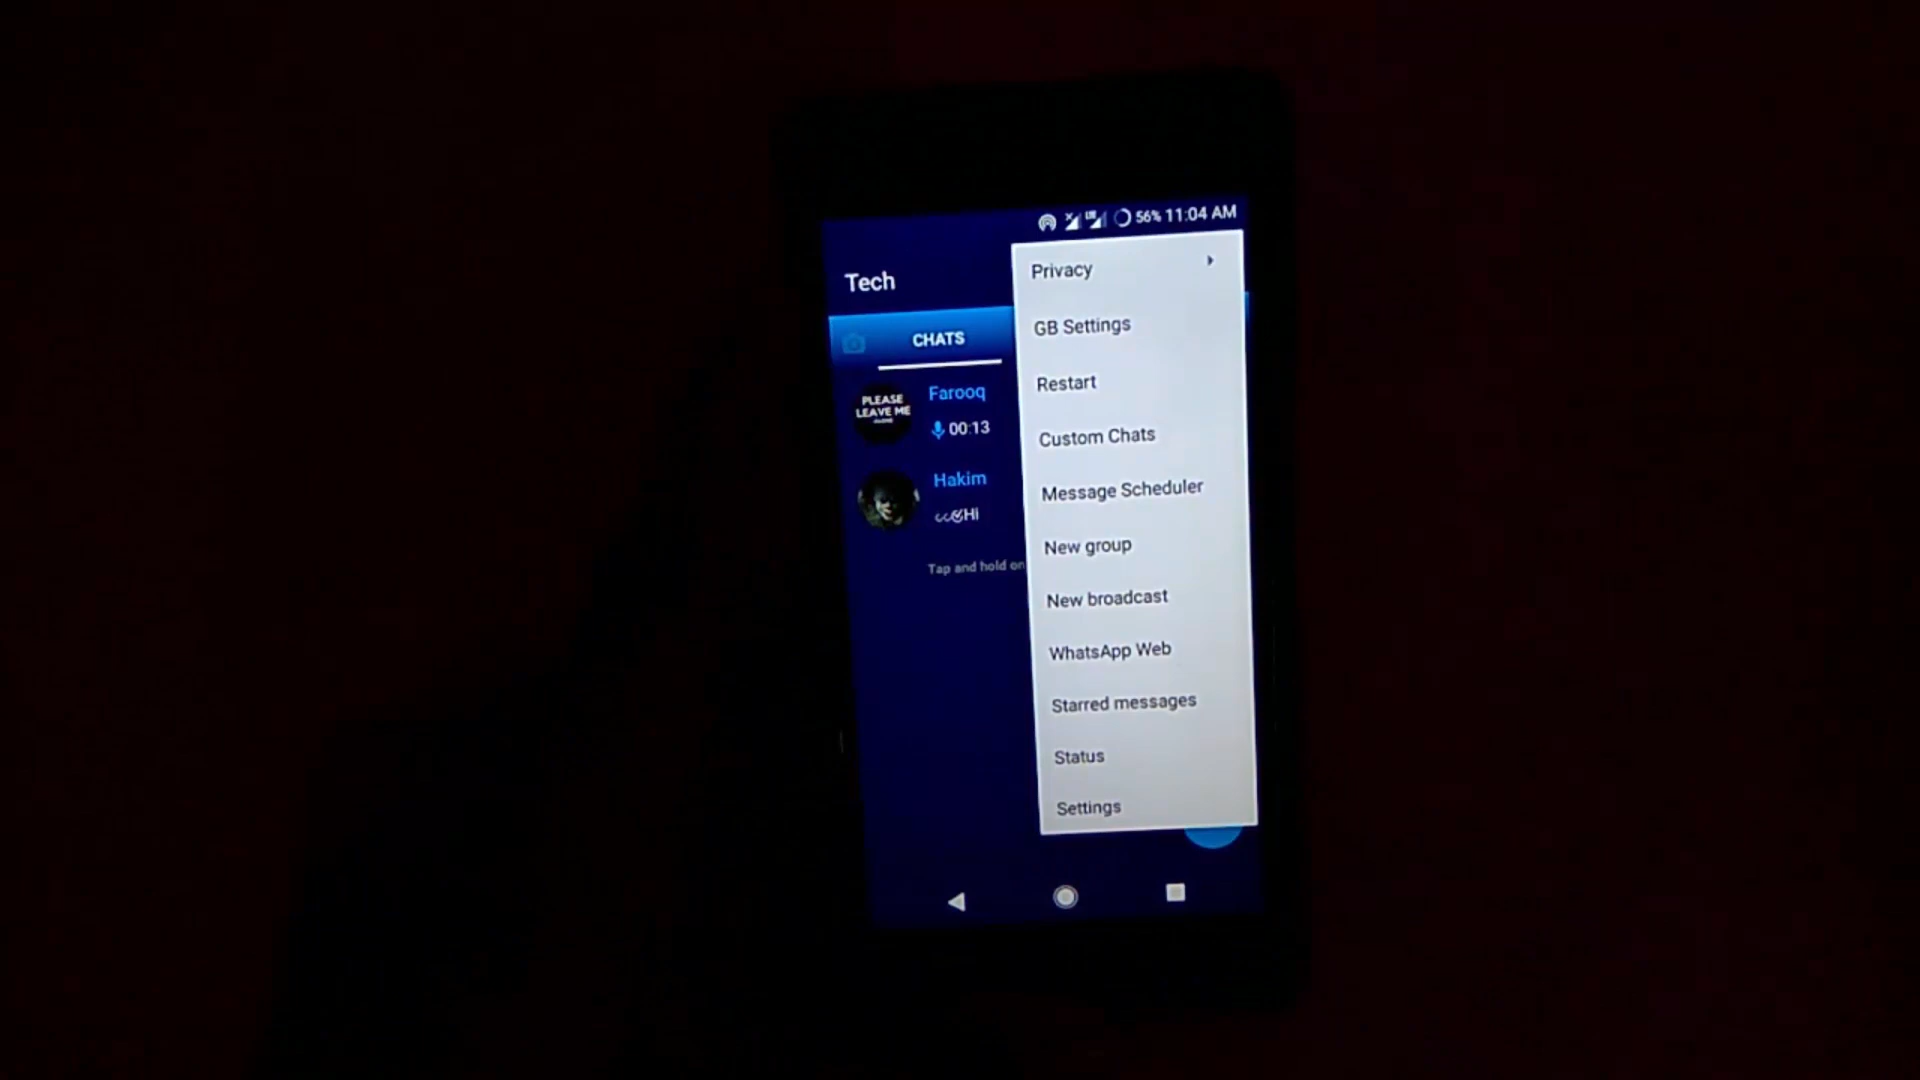 56% 11:04 AM
Tech
CHATS
PLEASE
LEAVE ME
Farooq
00:13
Hakim
Hi
Tap and hold on
Privacy
GB Settings
Restart
Custom Chats
Message Scheduler
New group
New broadcast
WhatsApp Web
Starred messages
Status
Settings